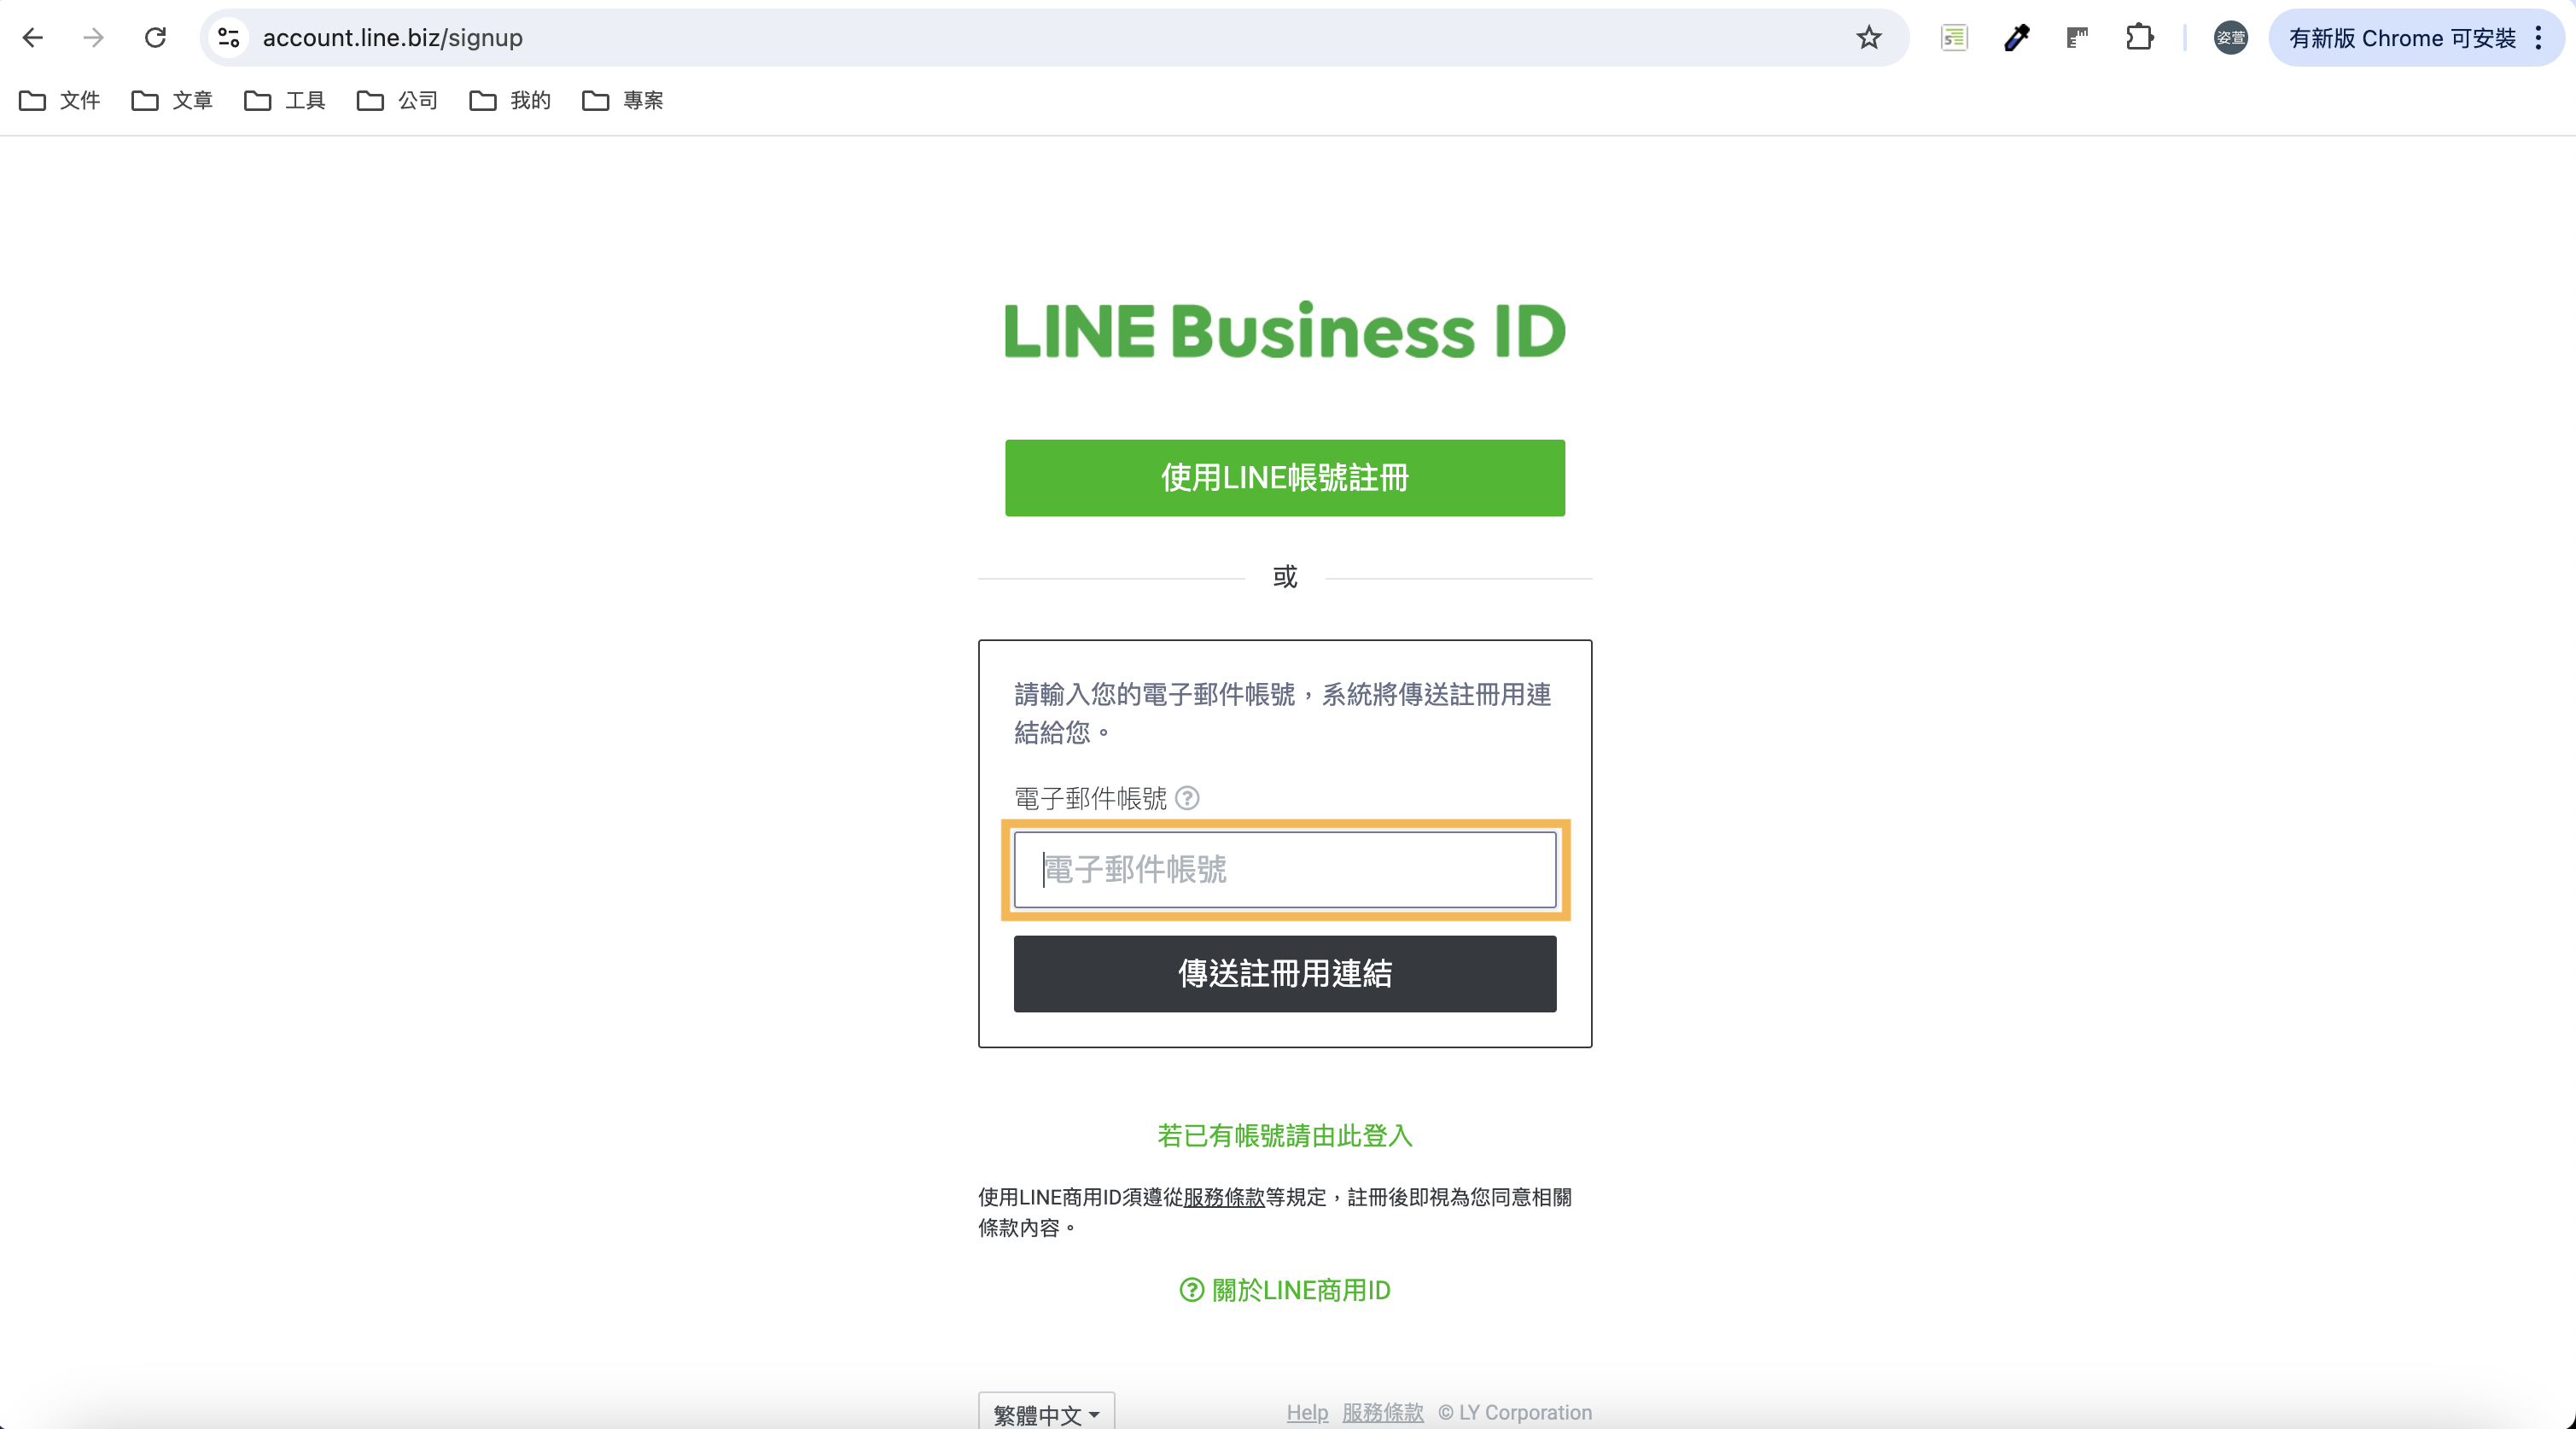 account.line.biz/signup
姿萱
有新版 Chrome 可安裝
文件
文章
工具
公司
我的
專案
LINE Business ID
使用LINE帳號註冊
或
請輸入您的電子郵件帳號，系統將傳送註冊用連
結給您。
電子郵件帳號
電子郵件帳號
傳送註冊用連結
若已有帳號請由此登入
使用LINE商用ID須遵從服務條款等規定，註冊後即視為您同意相關
條款內容。
關於LINE商用ID
繁體中文
Help 服務條款 © LY Corporation